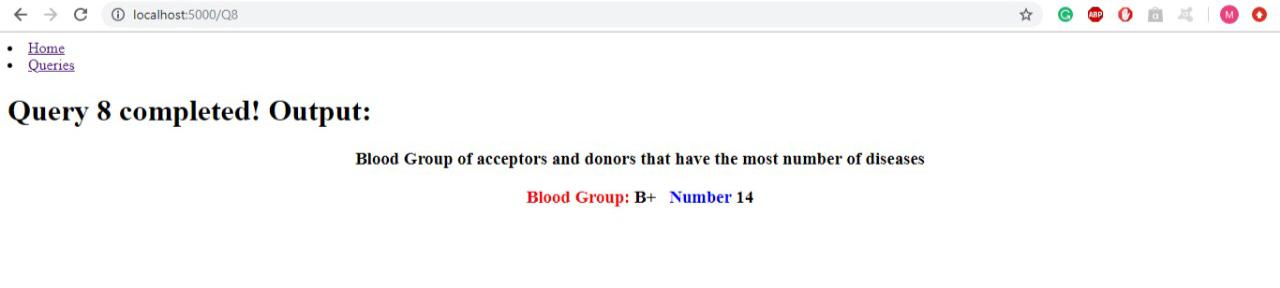 localhost:5000/Q8
ABP
M
Home
Queries
Query 8 completed! Output:
Blood Group of acceptors and donors that have the most number of diseases
Blood Group: B+ Number 14